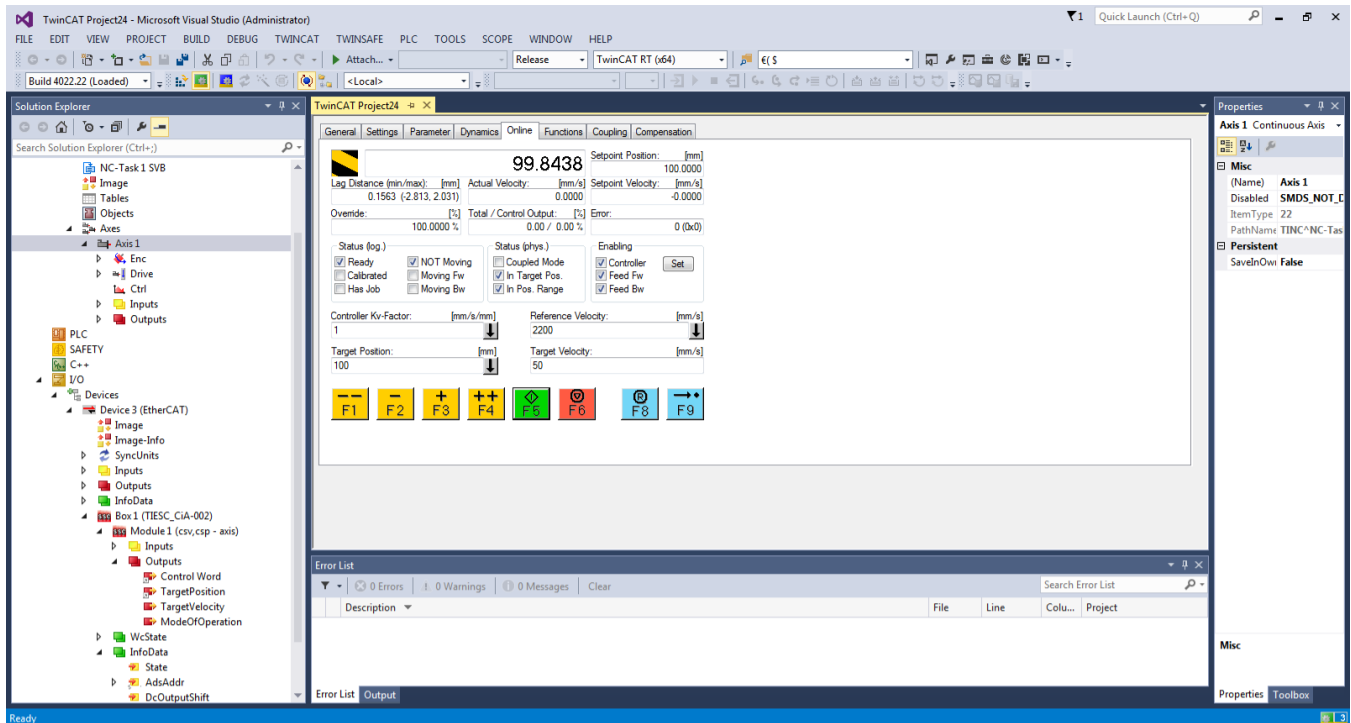 TwinCAT Project24 - Microsoft Visual Studio (Administrator)
1 Quick Launch (Ctrl+Q)
FILE EDIT VIEW PROJECT BUILD DEBUG TWINCAT TWINSAFE PLC TOOLS SCOPE WINDOW HELP
Attach... Release TwinCAT RT (x64) €($
Build 4022.22 (Loaded) <Local>
Solution Explorer
Search Solution Explorer (Ctrl+;)
NC-Task 1 SVB
Image
Tables
Objects
Axes
Axis 1
Enc
Drive
Ctrl
Inputs
Outputs
PLC
SAFETY
C++
I/O
Devices
Device 3 (EtherCAT)
Image
Image-Info
SyncUnits
Inputs
Outputs
InfoData
Box 1 (TIESC_CiA-002)
Module 1 (csv,csp - axis)
Inputs
Outputs
Control Word
TargetPosition
TargetVelocity
ModeOfOperation
WcState
InfoData
State
AdsAddr
DcOutputShift
TwinCAT Project24
General Settings Parameter Dynamics Online Functions Coupling Compensation
99.8438
Setpoint Position: [mm]
100.0000
Lag Distance (min/max): [mm] Actual Velocity: [mm/s] Setpoint Velocity: [mm/s]
0.1563 (-2.813, 2.031) 0.0000 -0.0000
Override: [%] Total / Control Output: [%] Error:
100.0000 % 0.00 / 0.00 % 0 (0x0)
Status (log.) Status (phys.) Enabling
Ready NOT Moving Coupled Mode Controller Set
Calibrated Moving Fw In Target Pos. Feed Fw
Has Job Moving Bw In Pos. Range Feed Bw
Controller Kv-Factor: [mm/s/mm] Reference Velocity: [mm/s]
1 2200
Target Position: [mm] Target Velocity: [mm/s]
100 50
-- - + ++ R
F1 F2 F3 F4 F5 F6 F8 F9
Error List
0 Errors 0 Warnings 0 Messages Clear Search Error List
Description File Line Colu... Project
Error List Output
Properties
Axis 1 Continuous Axis
Misc
(Name) Axis 1
Disabled SMDS_NOT_D
ItemType 22
PathName TINC^NC-Tas
Persistent
SaveInOwn False
Misc
Properties Toolbox
Ready 3